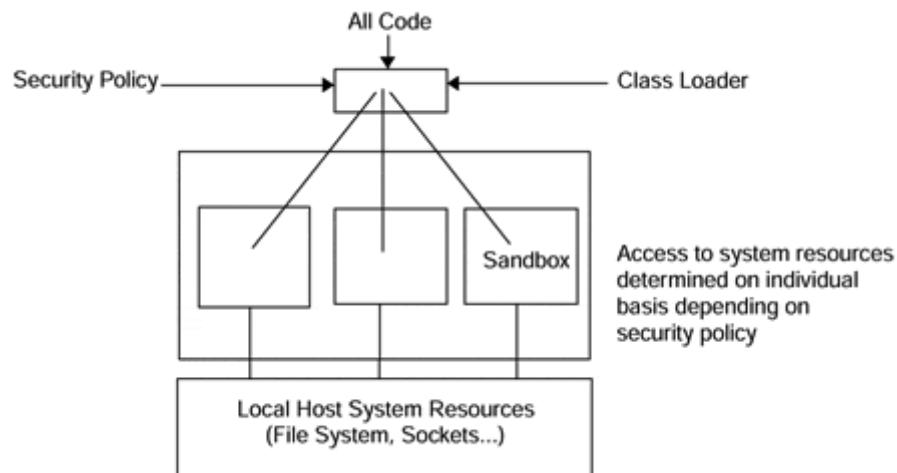 All Code
Security Policy
Class Loader
Sandbox
Access to system resources
determined on individual
basis depending on
security policy
Local Host System Resources
(File System, Sockets...)